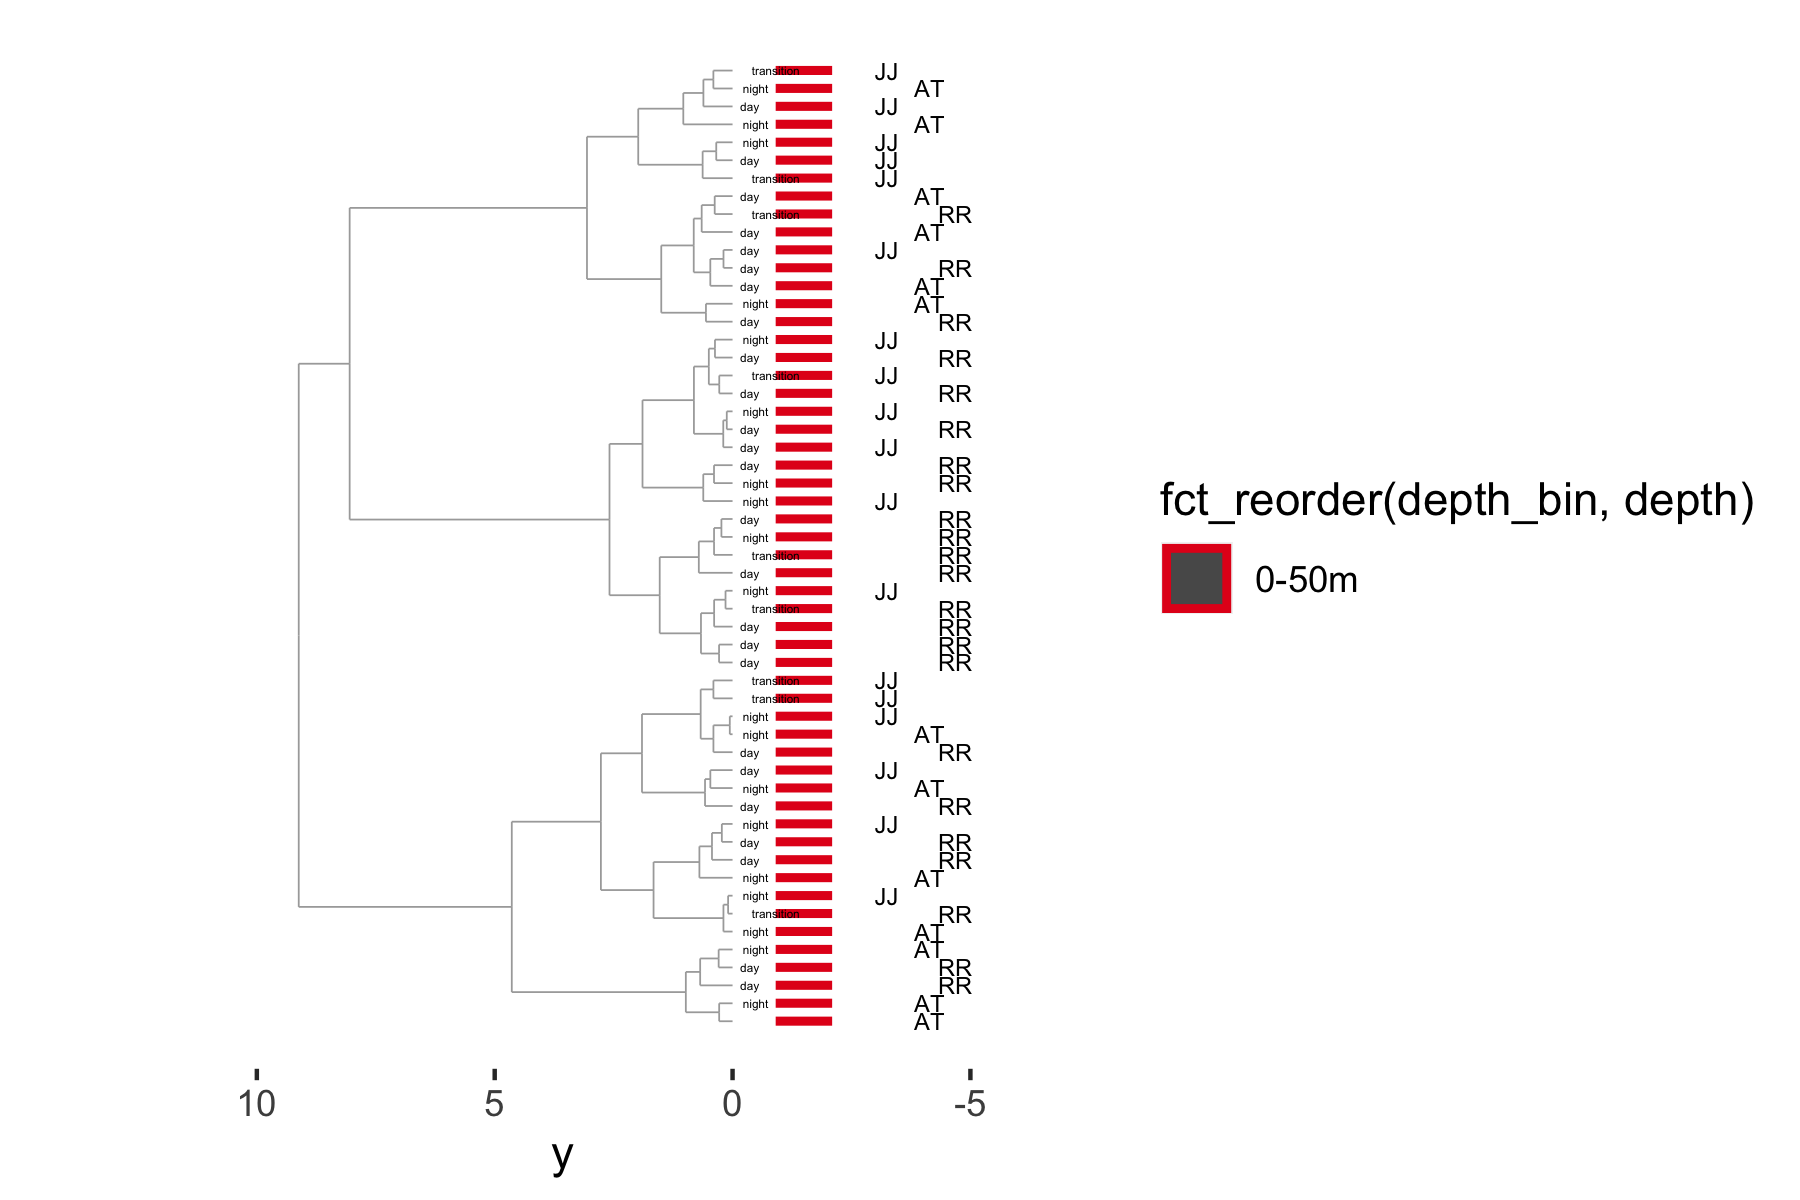 transition JJ
night AT
day JJ
night AT
night JJ
day JJ
transition JJ
day AT
transition RR
day AT
day JJ
day RR
day AT
night AT
day RR
night JJ
day RR
transition JJ
day RR
night JJ
day RR
day JJ
day RR
night RR
night JJ
day RR
night RR
transition RR
day RR
night JJ
transition RR
day RR
day RR
day RR
transition JJ
transition JJ
night JJ
night AT
day RR
day JJ
night AT
day RR
night JJ
day RR
day RR
night AT
night JJ
transition RR
night AT
night AT
day RR
day RR
night AT
AT
10 5 0 -5
y
fct_reorder(depth_bin, depth)
0-50m